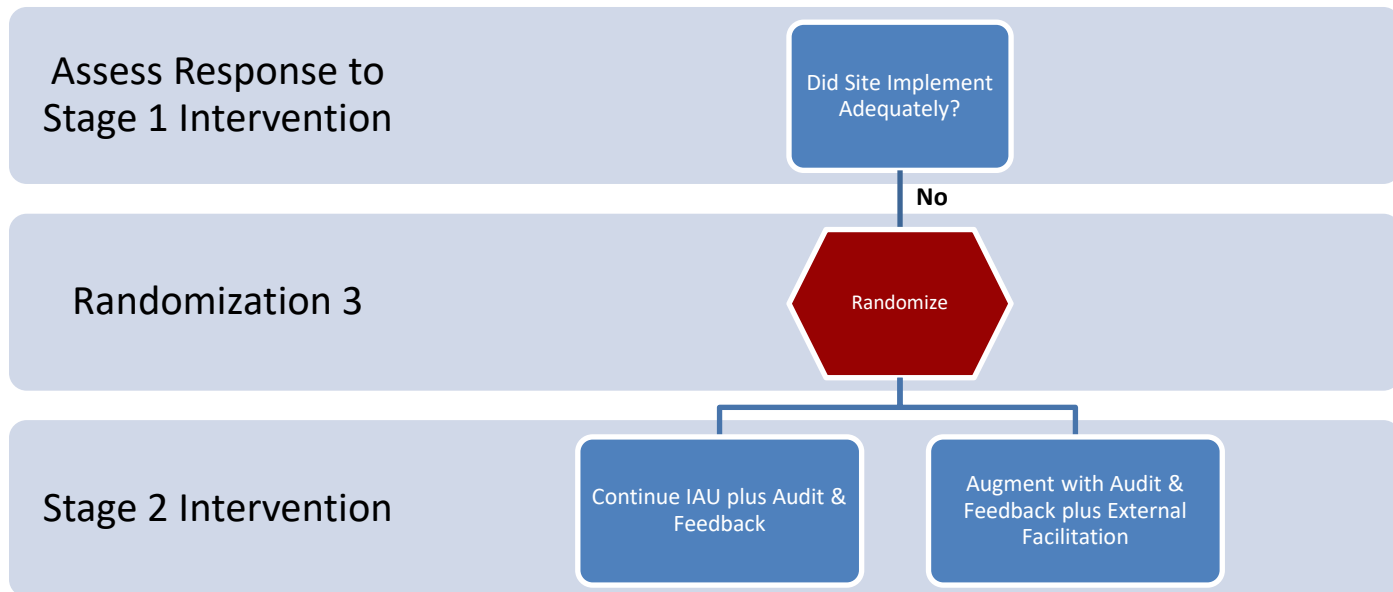 Assess Response to
Stage 1 Intervention
Did Site Implement
Adequately?
No
Randomization 3
Randomize
Stage 2 Intervention
Continue IAU plus Audit &
Feedback
Augment with Audit &
Feedback plus External
Facilitation